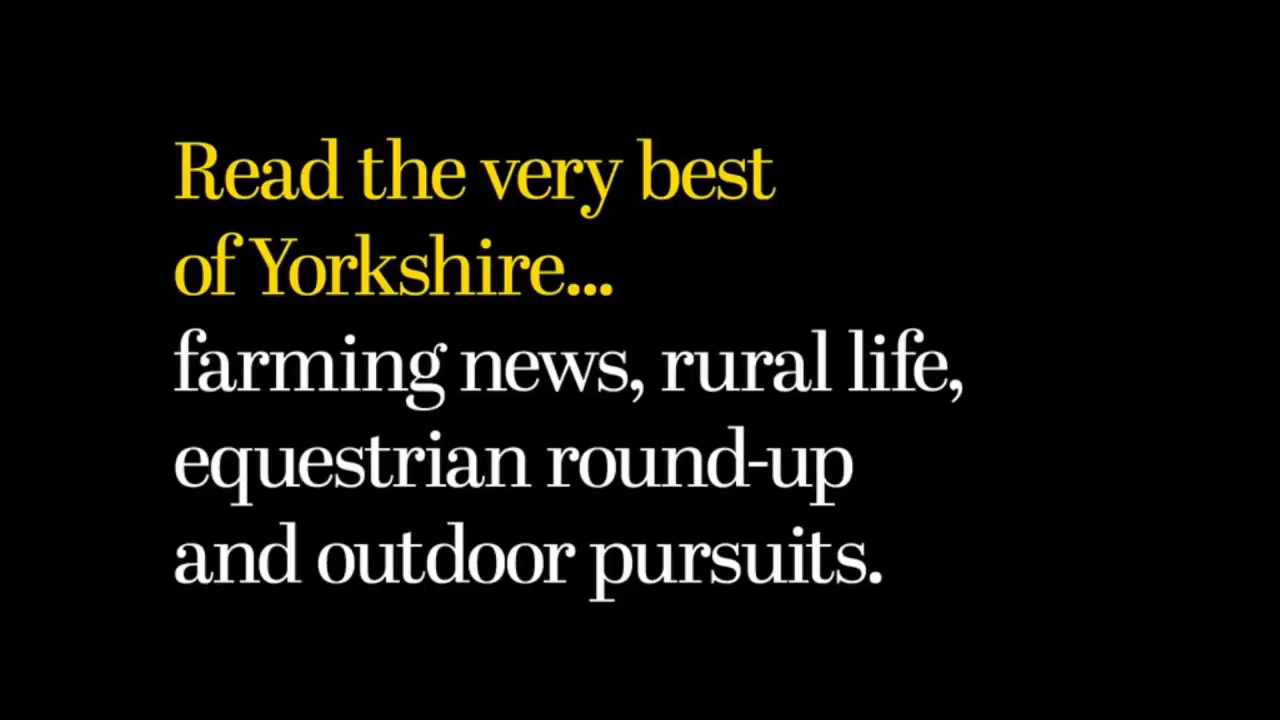 Read the very best
of Yorkshire...
farming news, rural life,
equestrian round-up
and outdoor pursuits.